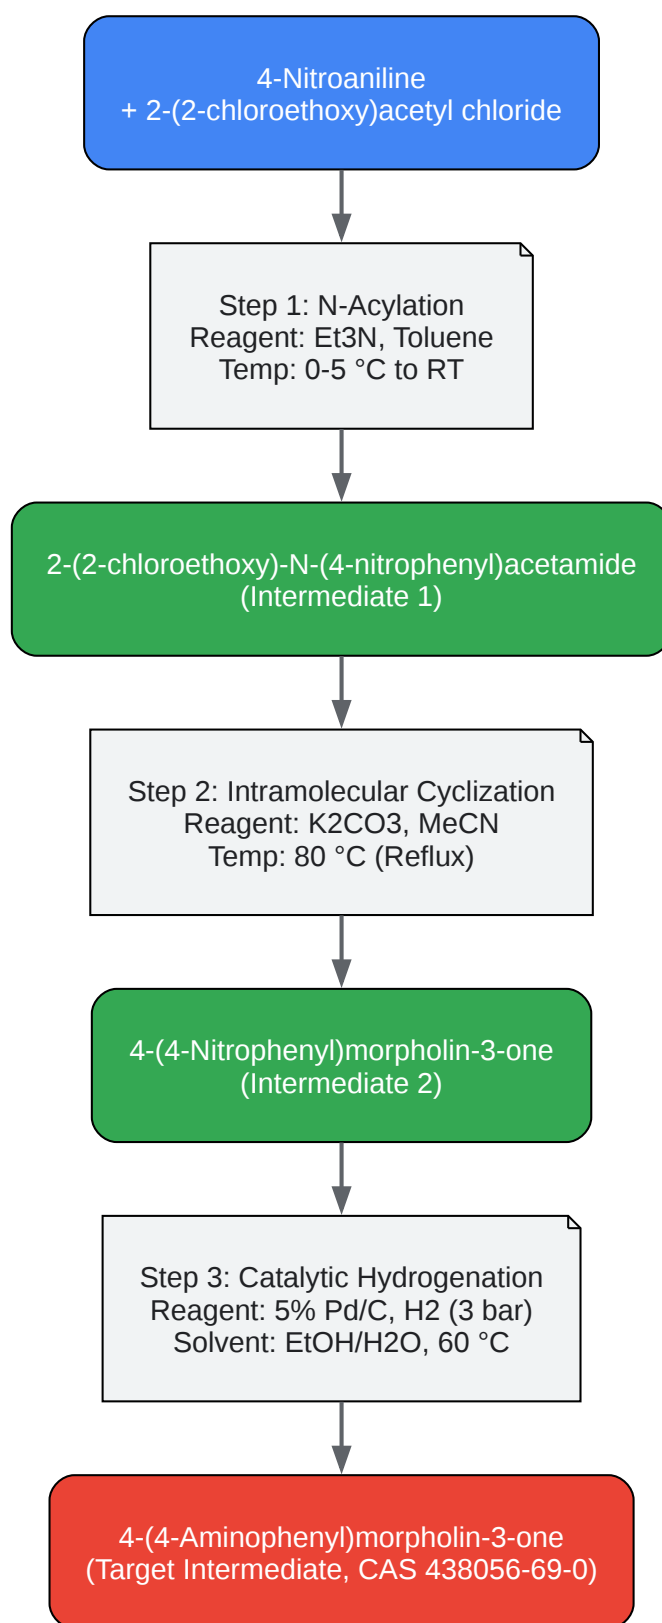 4-Nitroaniline
+ 2-(2-chloroethoxy)acetyl chloride
Step 1: N-Acylation
Reagent: Et3N, Toluene
Temp: 0-5 °C to RT
2-(2-chloroethoxy)-N-(4-nitrophenyl)acetamide
(Intermediate 1)
Step 2: Intramolecular Cyclization
Reagent: K2CO3, MeCN
Temp: 80 °C (Reflux)
4-(4-Nitrophenyl)morpholin-3-one
(Intermediate 2)
Step 3: Catalytic Hydrogenation
Reagent: 5% Pd/C, H2 (3 bar)
Solvent: EtOH/H2O, 60 °C
4-(4-Aminophenyl)morpholin-3-one
(Target Intermediate, CAS 438056-69-0)